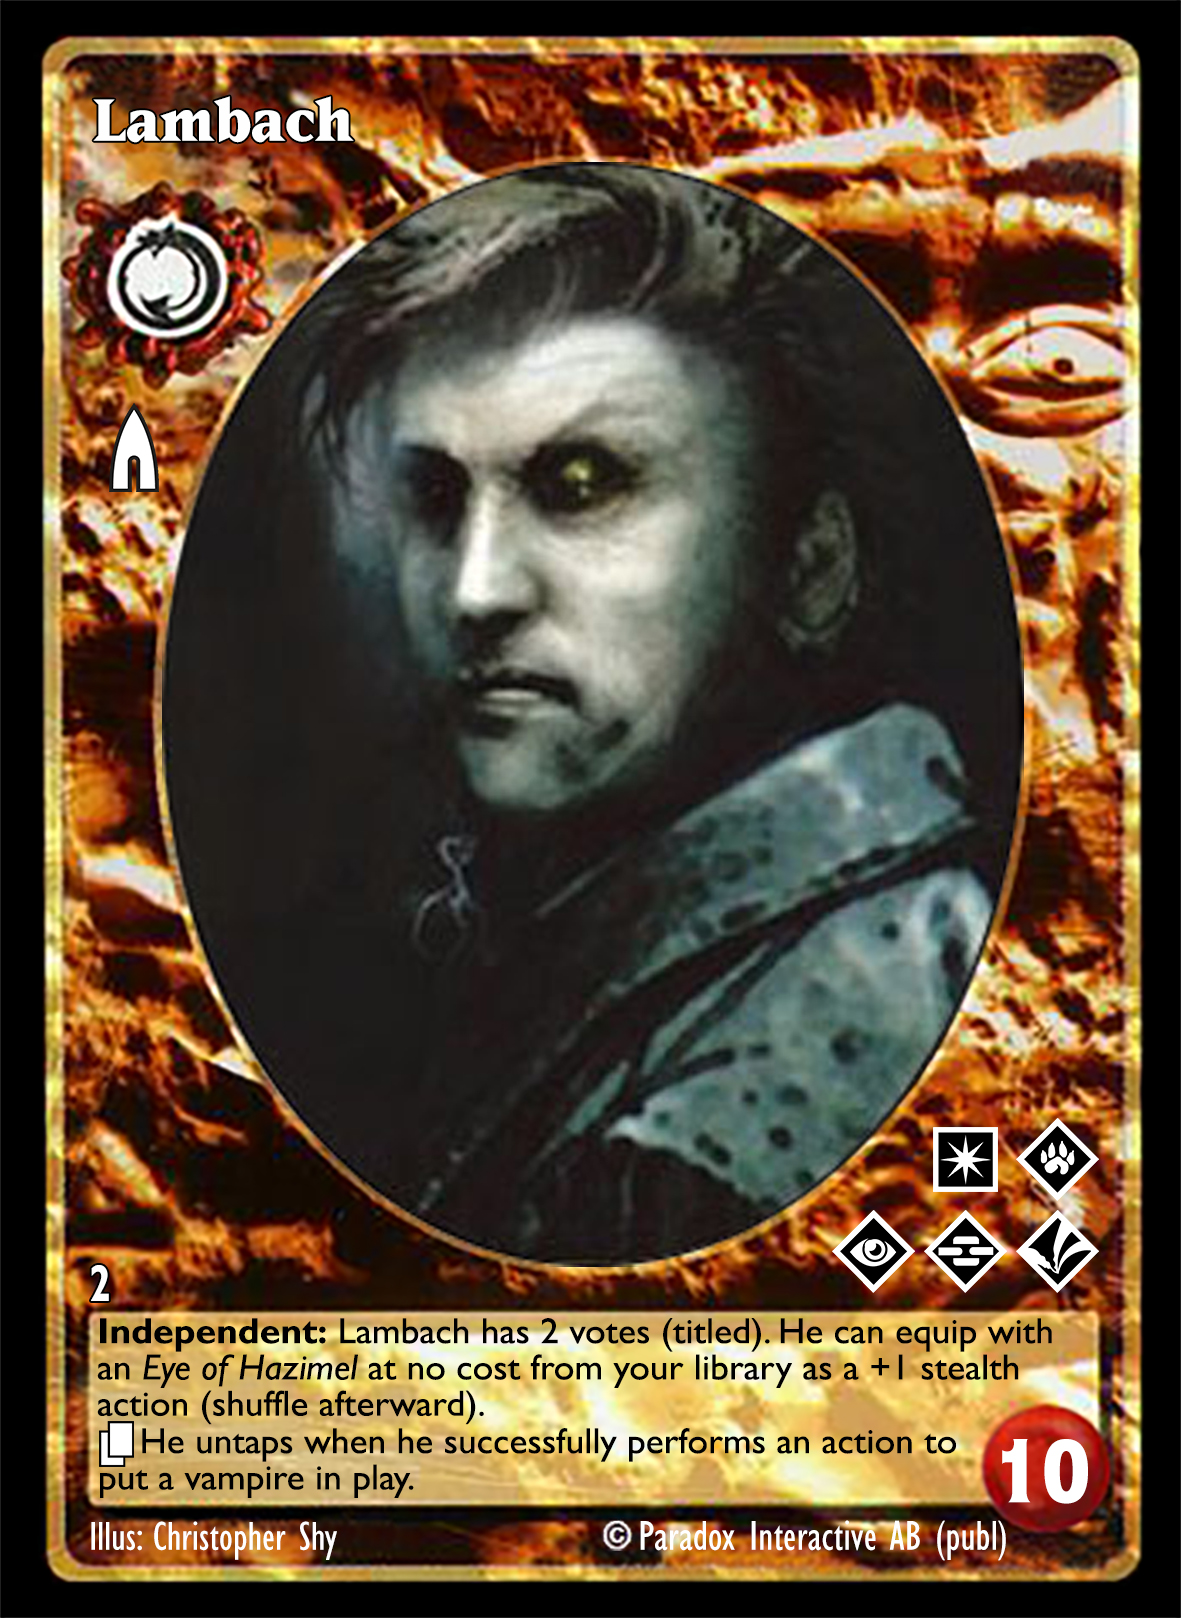 Lambach
2
Independent: Lambach has 2 votes (titled). He can equip with
an Eye of Hazimel at no cost from your library as a +1 stealth
action (shuffle afterward).
He untaps when he successfully performs an action to
put a vampire in play.
10
Illus: Christopher Shy
© Paradox Interactive AB (publ)